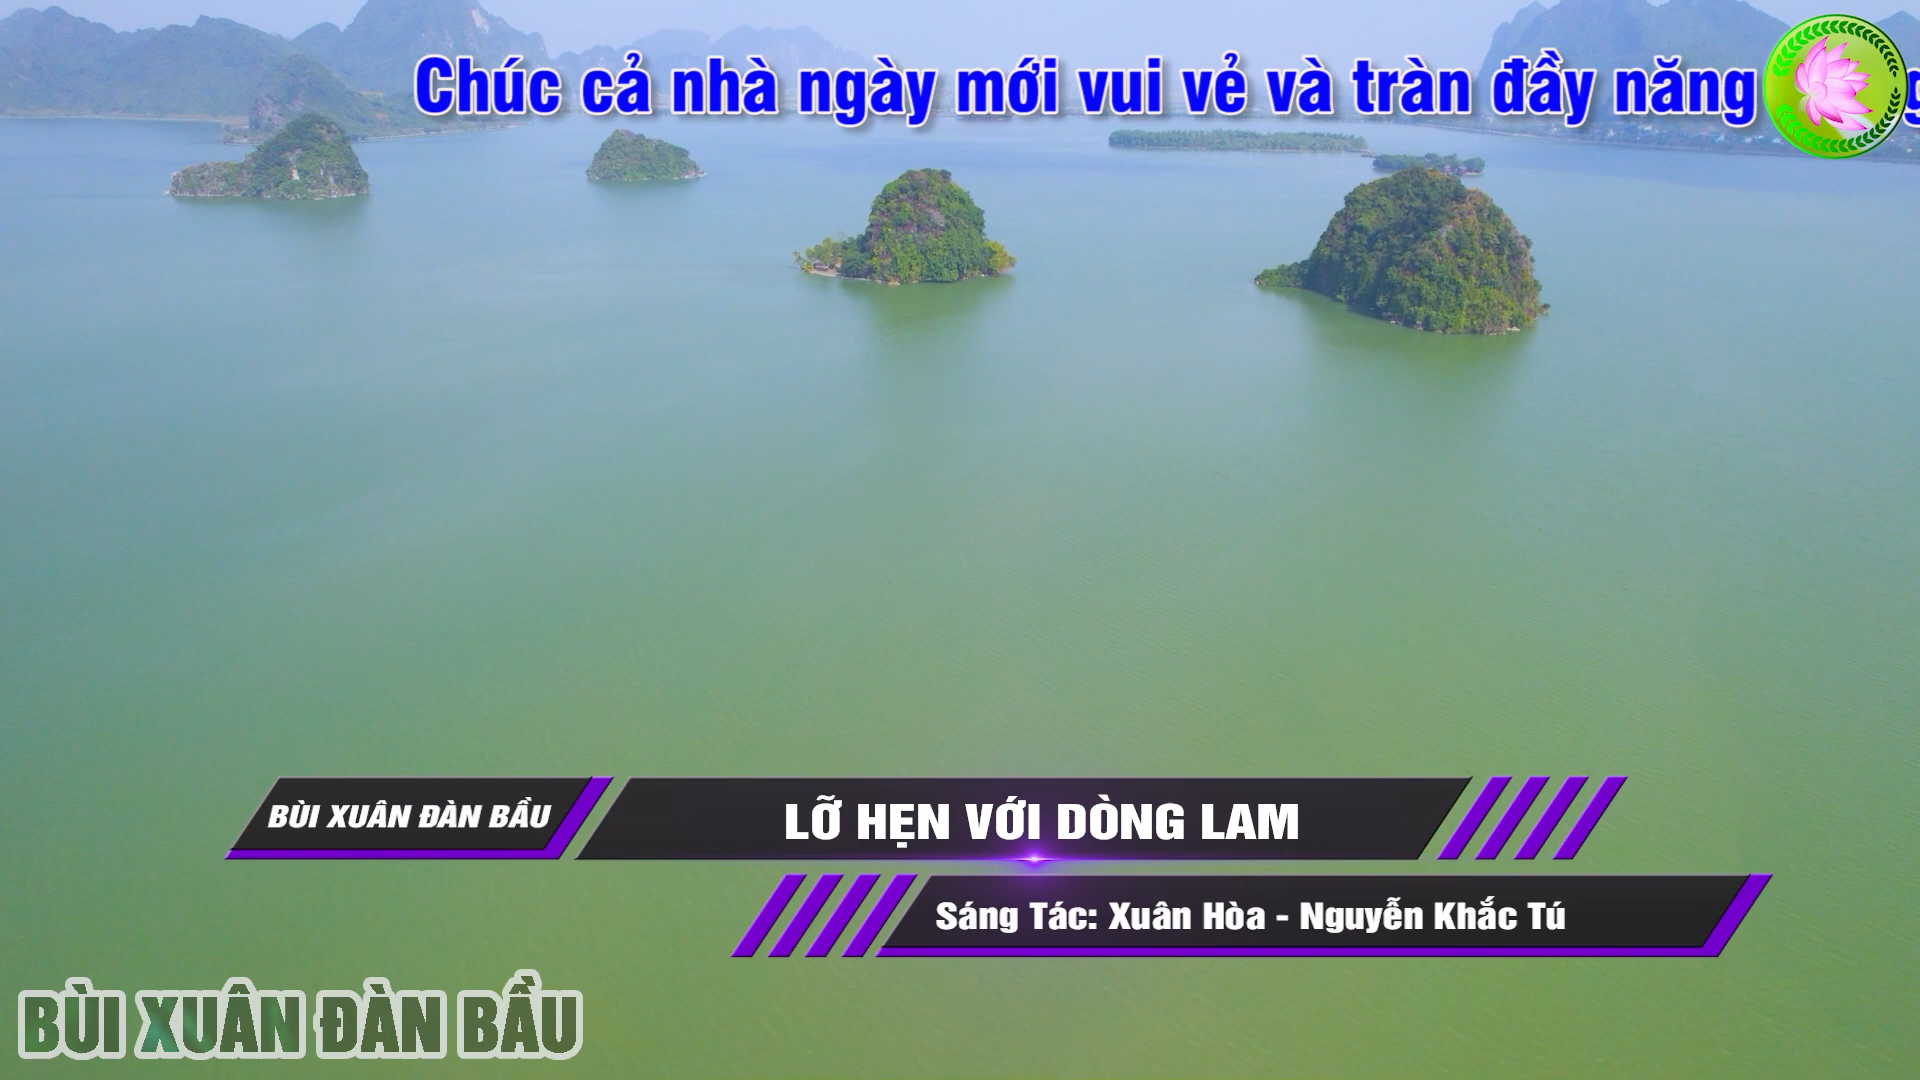 Chúc cả nhà ngày mới vui vẻ và tràn đầy năng
BÙI XUÂN ĐÀN BẦU
LỠ HẸN VỚI DÒNG LAM
Sáng Tác: Xuân Hòa - Nguyễn Khắc Tú
BÙI XUÂN ĐÀN BẦU